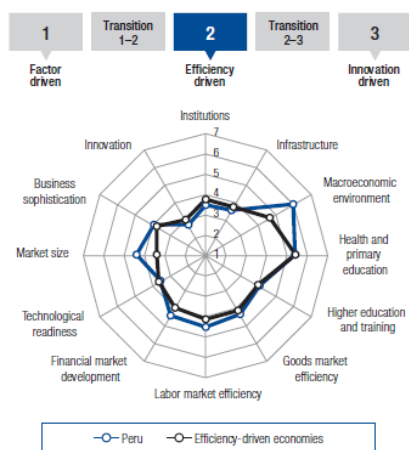 1
Transition
1–2
2
Transition
2–3
3
Factor
driven
Efficiency
driven
Innovation
driven
Institutions
7
6
5
4
3
2
1
Innovation
Infrastructure
Business
sophistication
Macroeconomic
environment
Market size
Health and
primary
education
Technological
readiness
Higher education
and training
Financial market
development
Goods market
efficiency
Labor market efficiency
Peru
Efficiency-driven economies